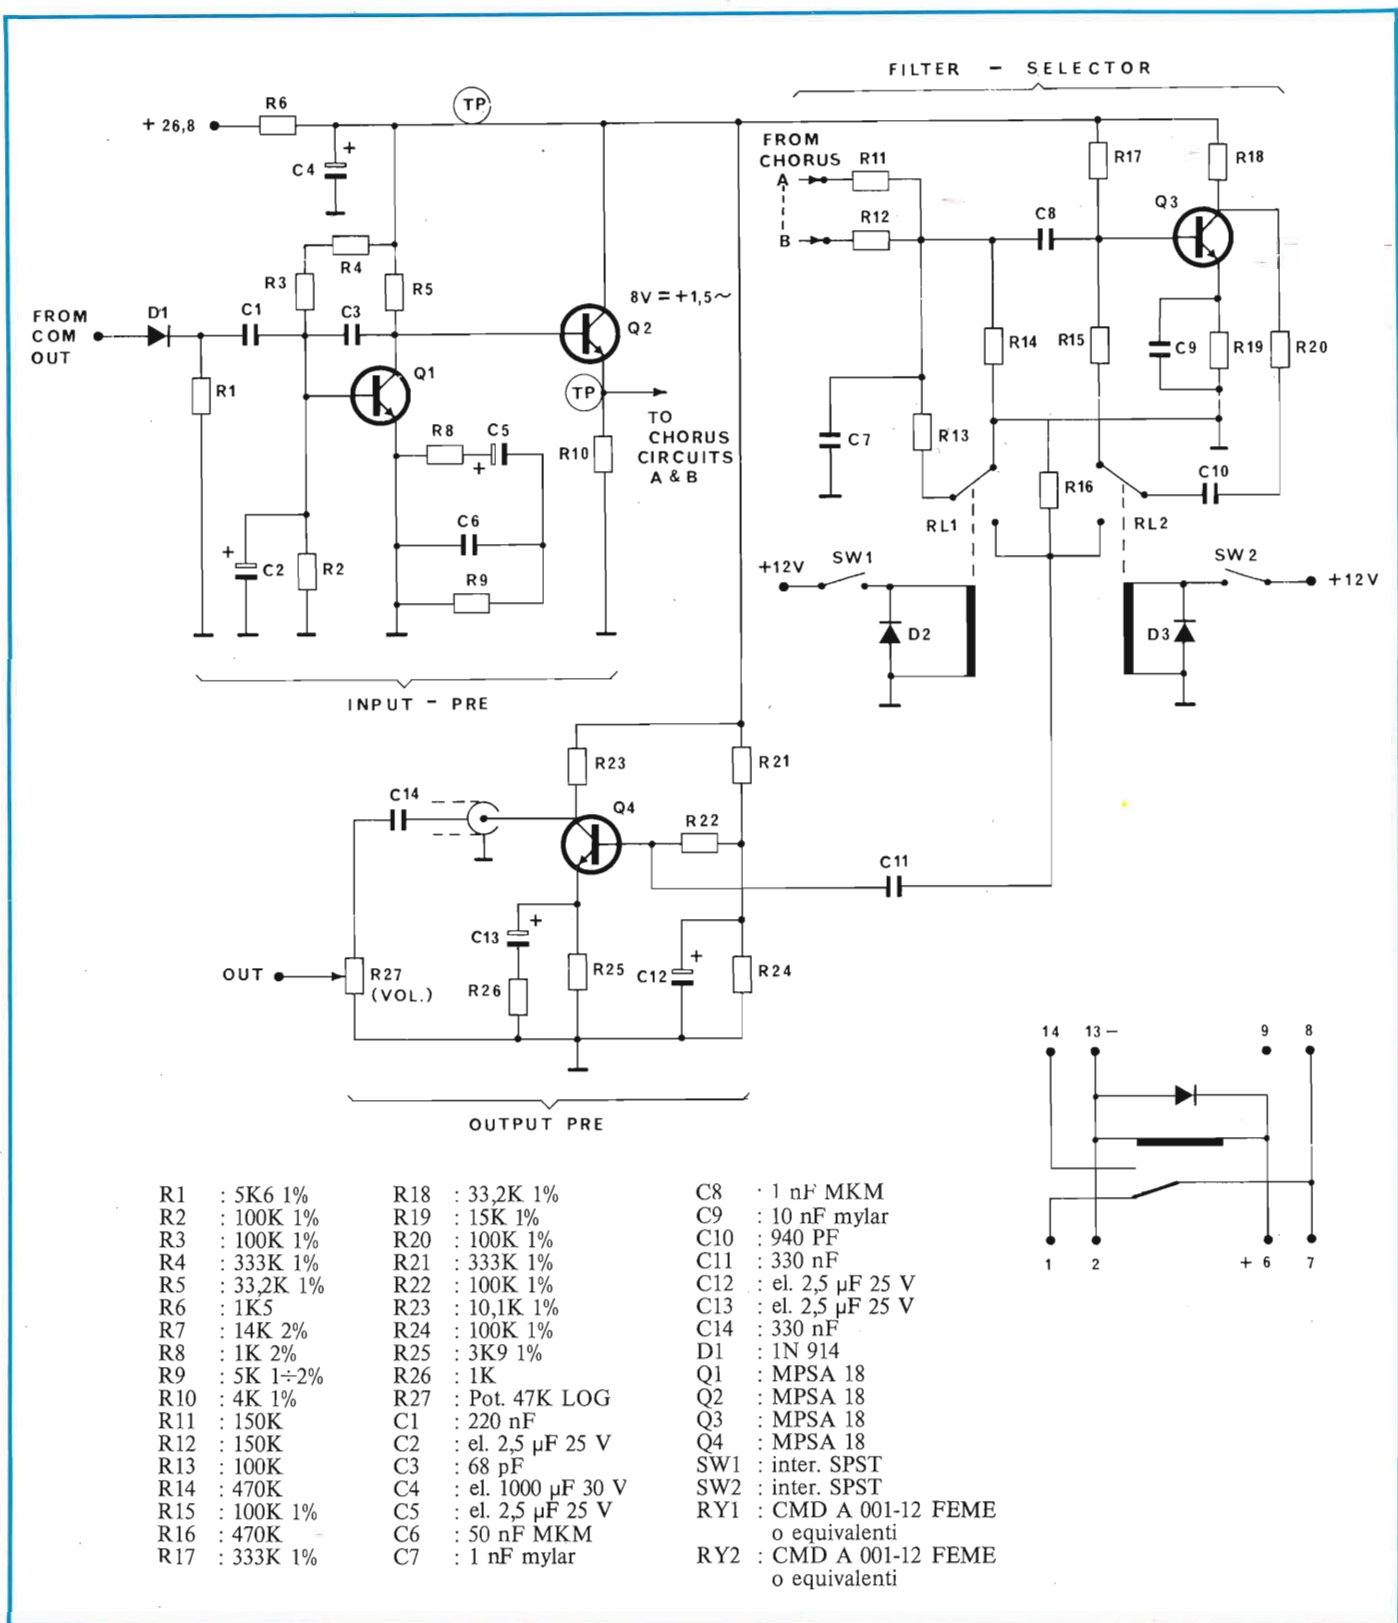 FILTER – SELECTOR
TP
R6
+ 26,8
+
C4
FROM
CHORUS
A
B
R11
R12
R17
R18
C8
Q3
R4
R3
R5
8V = +1,5~
FROM
COM
OUT
D1
C1
C3
Q2
Q1
R1
TP
TO
CHORUS
CIRCUITS
A & B
R8
C5
+
R10
C6
R9
+
C2
R2
R14
R15
C9
R19
R20
C7
R13
R16
C10
RL1
RL2
+12V
SW1
SW2
+12V
D2
D3
INPUT – PRE
R23
R21
C14
Q4
R22
C11
+
C13
R26
R25
C12
+
R24
OUT
R27
(VOL.)
OUTPUT PRE
14
13 –
9
8
1
2
+ 6
7
R1 : 5K6 1%
R2 : 100K 1%
R3 : 100K 1%
R4 : 333K 1%
R5 : 33,2K 1%
R6 : 1K5
R7 : 14K 2%
R8 : 1K 2%
R9 : 5K 1÷2%
R10 : 4K 1%
R11 : 150K
R12 : 150K
R13 : 100K
R14 : 470K
R15 : 100K 1%
R16 : 470K
R17 : 333K 1%
R18 : 33,2K 1%
R19 : 15K 1%
R20 : 100K 1%
R21 : 333K 1%
R22 : 100K 1%
R23 : 10,1K 1%
R24 : 100K 1%
R25 : 3K9 1%
R26 : 1K
R27 : Pot. 47K LOG
C1 : 220 nF
C2 : el. 2,5 µF 25 V
C3 : 68 pF
C4 : el. 1000 µF 30 V
C5 : el. 2,5 µF 25 V
C6 : 50 nF MKM
C7 : 1 nF mylar
C8 : 1 nF MKM
C9 : 10 nF mylar
C10 : 940 PF
C11 : 330 nF
C12 : el. 2,5 µF 25 V
C13 : el. 2,5 µF 25 V
C14 : 330 nF
D1 : 1N 914
Q1 : MPSA 18
Q2 : MPSA 18
Q3 : MPSA 18
Q4 : MPSA 18
SW1 : inter. SPST
SW2 : inter. SPST
RY1 : CMD A 001-12 FEME
o equivalenti
RY2 : CMD A 001-12 FEME
o equivalenti